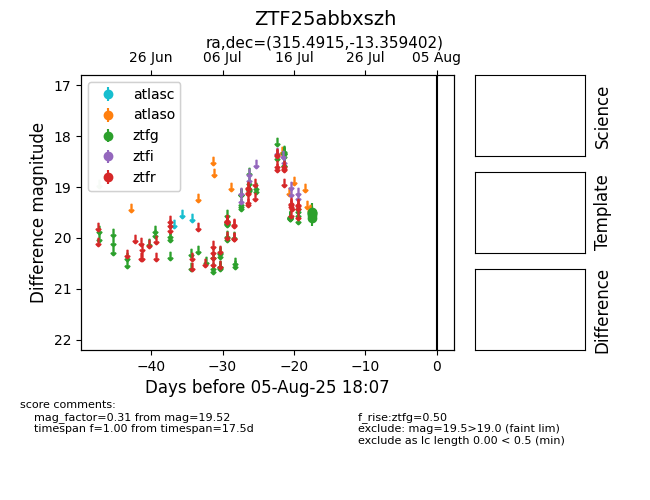 ZTF25abbxszh
ra,dec=(315.4915,-13.359402)
26 Jun 06 Jul 16 Jul 26 Jul 05 Aug
atlasc
atlaso
ztfg
ztfi
ztfr
17
18
19
20
21
22
Difference magnitude
−40 −30 −20 −10 0
Days before 05-Aug-25 18:07
Science
Template
Difference
score comments:
mag_factor=0.31 from mag=19.52
timespan f=1.00 from timespan=17.5d
f_rise:ztfg=0.50
exclude: mag=19.5>19.0 (faint lim)
exclude as lc length 0.00 < 0.5 (min)